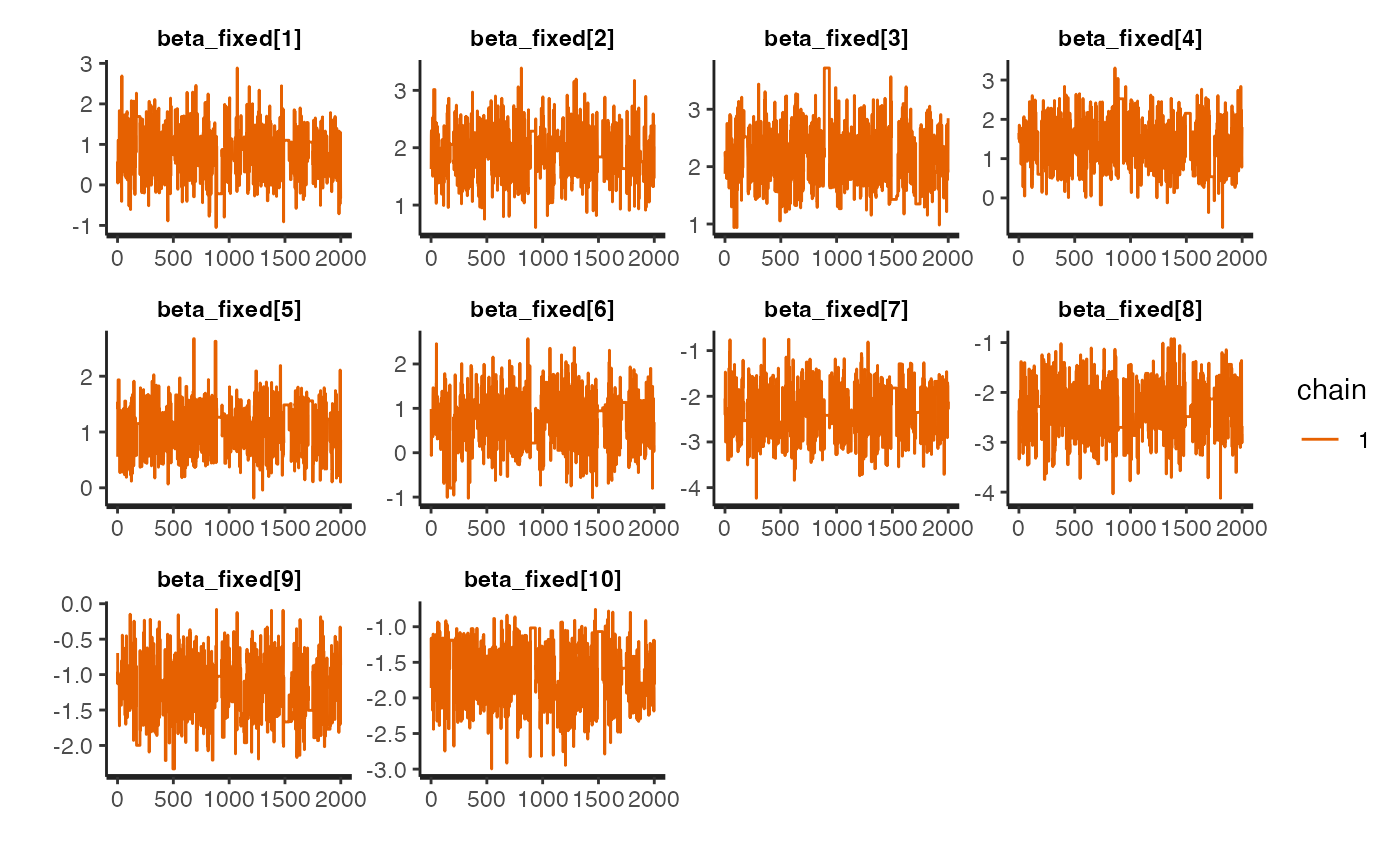 beta_fixed[1] beta_fixed[2] beta_fixed[3] beta_fixed[4]
3 2 1 0 -1
3 2 1
3 2 1
3 2 1 0
0 500 1000 1500 2000 0 500 1000 1500 2000 0 500 1000 1500 2000 0 500 1000 1500 2000
beta_fixed[5] beta_fixed[6] beta_fixed[7] beta_fixed[8]
2 1 0
2 1 0 -1
-1 -2 -3 -4
-1 -2 -3 -4
0 500 1000 1500 2000 0 500 1000 1500 2000 0 500 1000 1500 2000 0 500 1000 1500 2000
chain
1
beta_fixed[9] beta_fixed[10]
0.0 -0.5 -1.0 -1.5 -2.0
-1.0 -1.5 -2.0 -2.5 -3.0
0 500 1000 1500 2000 0 500 1000 1500 2000